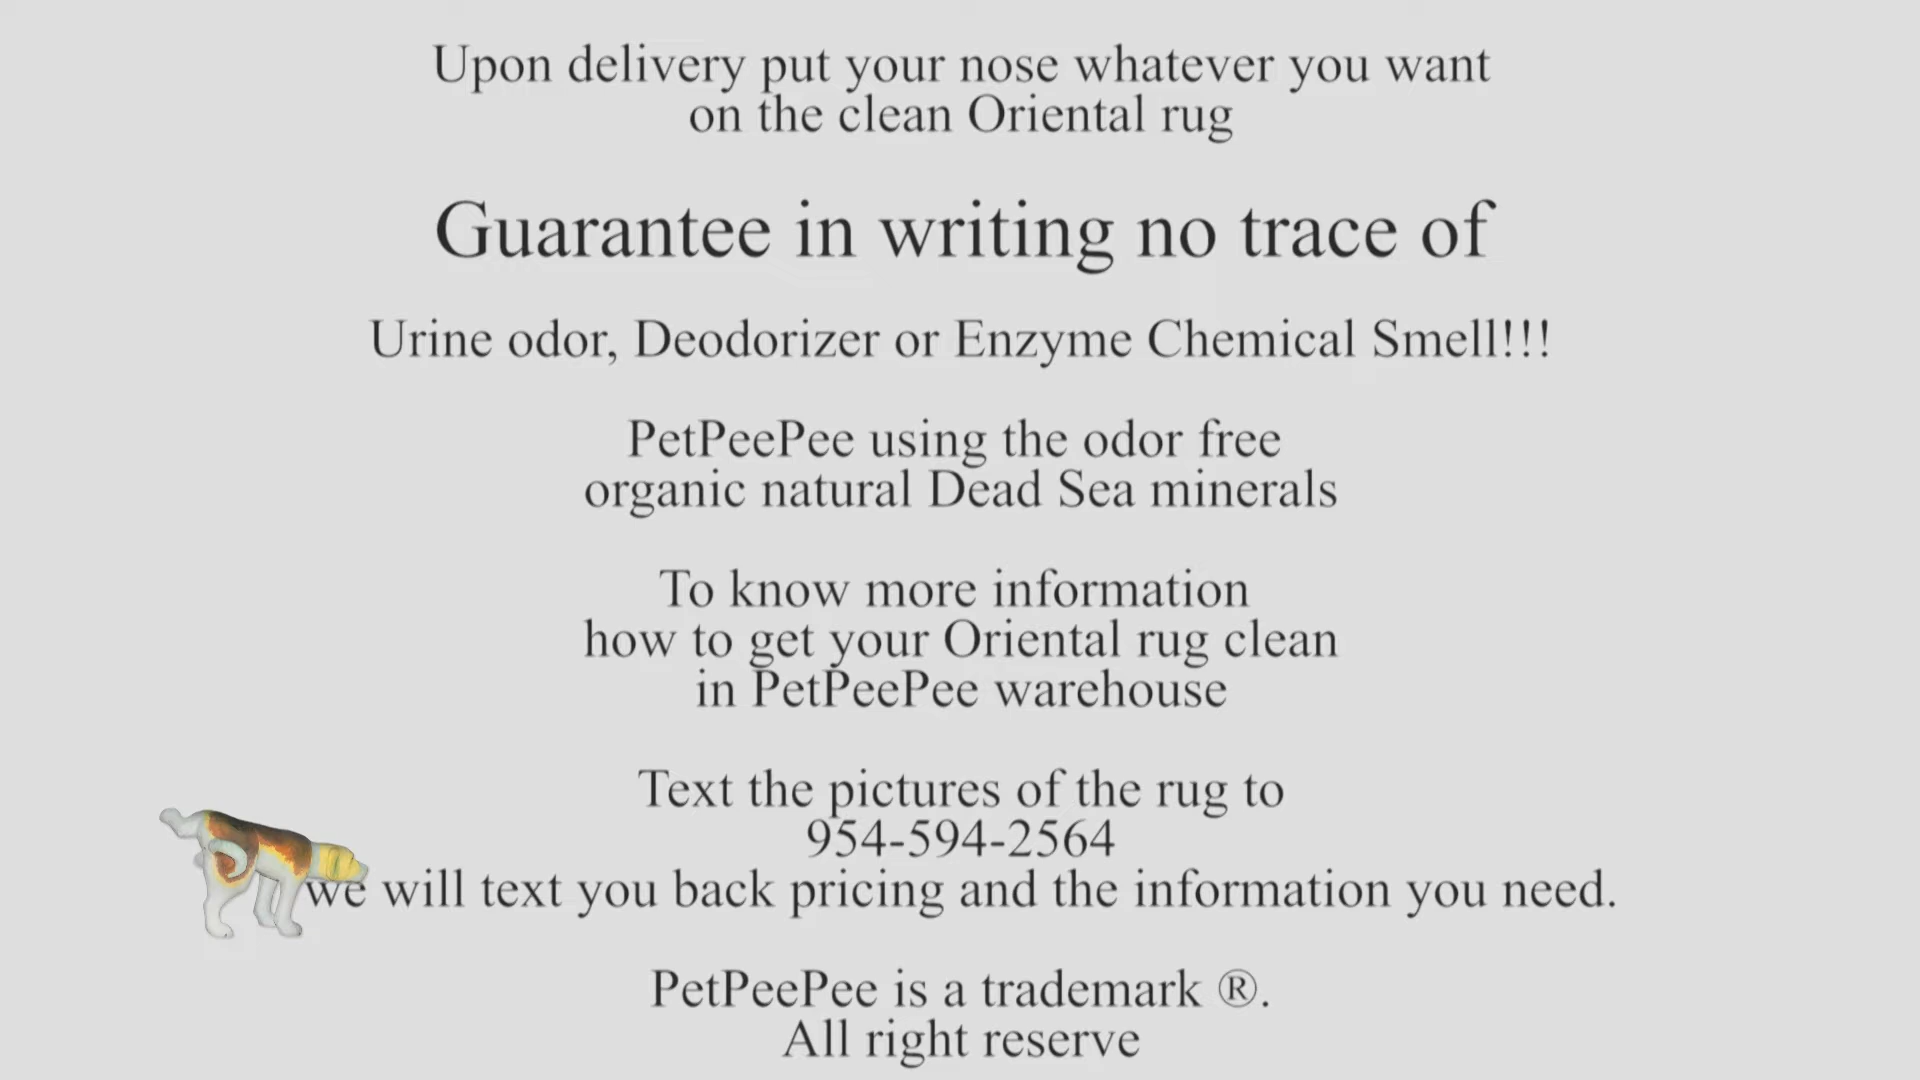 Upon delivery put your nose whatever you want
on the clean Oriental rug
Guarantee in writing no trace of
Urine odor, Deodorizer or Enzyme Chemical Smell!!!
PetPeePee using the odor free
organic natural Dead Sea minerals
To know more information
how to get your Oriental rug clean
in PetPeePee warehouse
Text the pictures of the rug to
954-594-2564
we will text you back pricing and the information you need.
PetPeePee is a trademark ®.
All right reserve